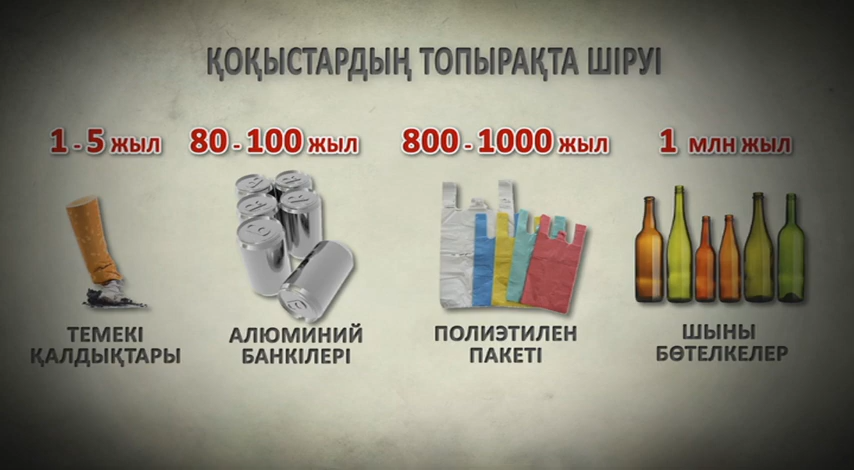 ҚОҚЫСТАРДЫҢ ТОПЫРАҚТА ШІРУІ
1 - 5 жыл
80 - 100 жыл
800 - 1000 жыл
1 млн жыл
ТЕМЕКІ
ҚАЛДЫҚТАРЫ
АЛЮМИНИЙ
БАНКІЛЕРІ
ПОЛИЭТИЛЕН
ПАКЕТІ
ШЫНЫ
БӨТЕЛКЕЛЕР